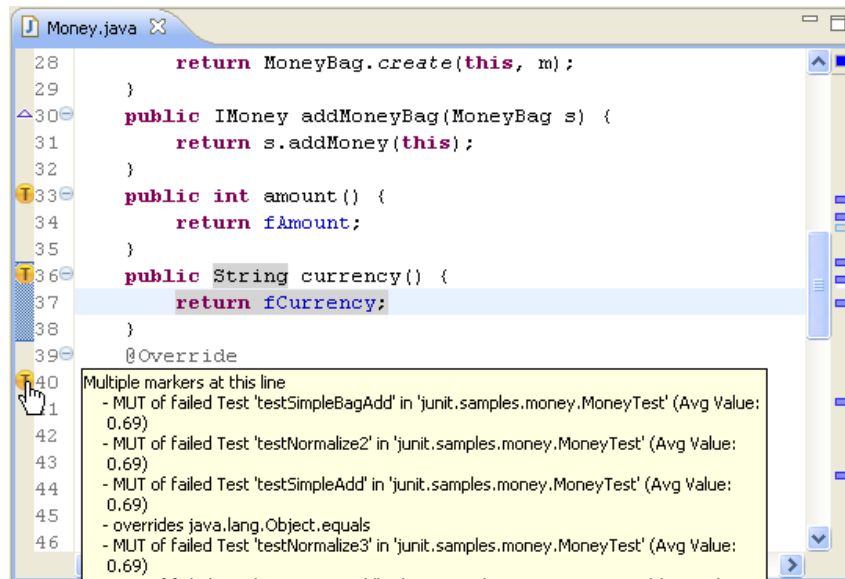 Money.java
28 return MoneyBag.create(this, m);
29 }
30 public IMoney addMoneyBag(MoneyBag s) {
31 return s.addMoney(this);
32 }
T 33 public int amount() {
34 return fAmount;
35 }
T 36 public String currency() {
37 return fCurrency;
38 }
39 @Override
T 40
1
42
43
44
45
46
Multiple markers at this line
- MUT of failed Test 'testSimpleBagAdd' in 'junit.samples.money.MoneyTest' (Avg Value:
0.69)
- MUT of failed Test 'testNormalize2' in 'junit.samples.money.MoneyTest' (Avg Value:
0.69)
- MUT of failed Test 'testSimpleAdd' in 'junit.samples.money.MoneyTest' (Avg Value:
0.69)
- overrides java.lang.Object.equals
- MUT of failed Test 'testNormalize3' in 'junit.samples.money.MoneyTest' (Avg Value:
0.69)